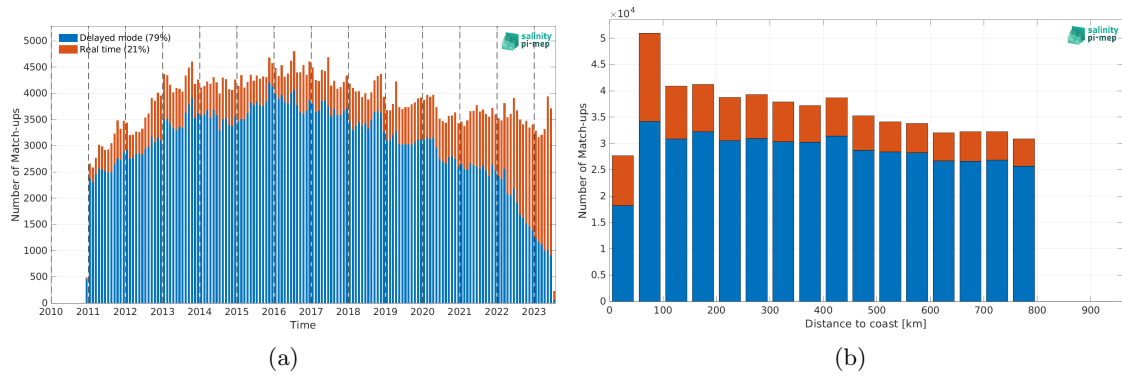 Delayed mode (79%)
Real time (21%)
salinity
pi-mep
Number of Match-ups
5000
4500
4000
3500
3000
2500
2000
1500
1000
500
0
2010 2011 2012 2013 2014 2015 2016 2017 2018 2019 2020 2021 2022 2023
Time
(a)
×10⁴
salinity
pi-mep
Number of Match-ups
5
4.5
4
3.5
3
2.5
2
1.5
1
0.5
0
0 100 200 300 400 500 600 700 800 900
Distance to coast [km]
(b)